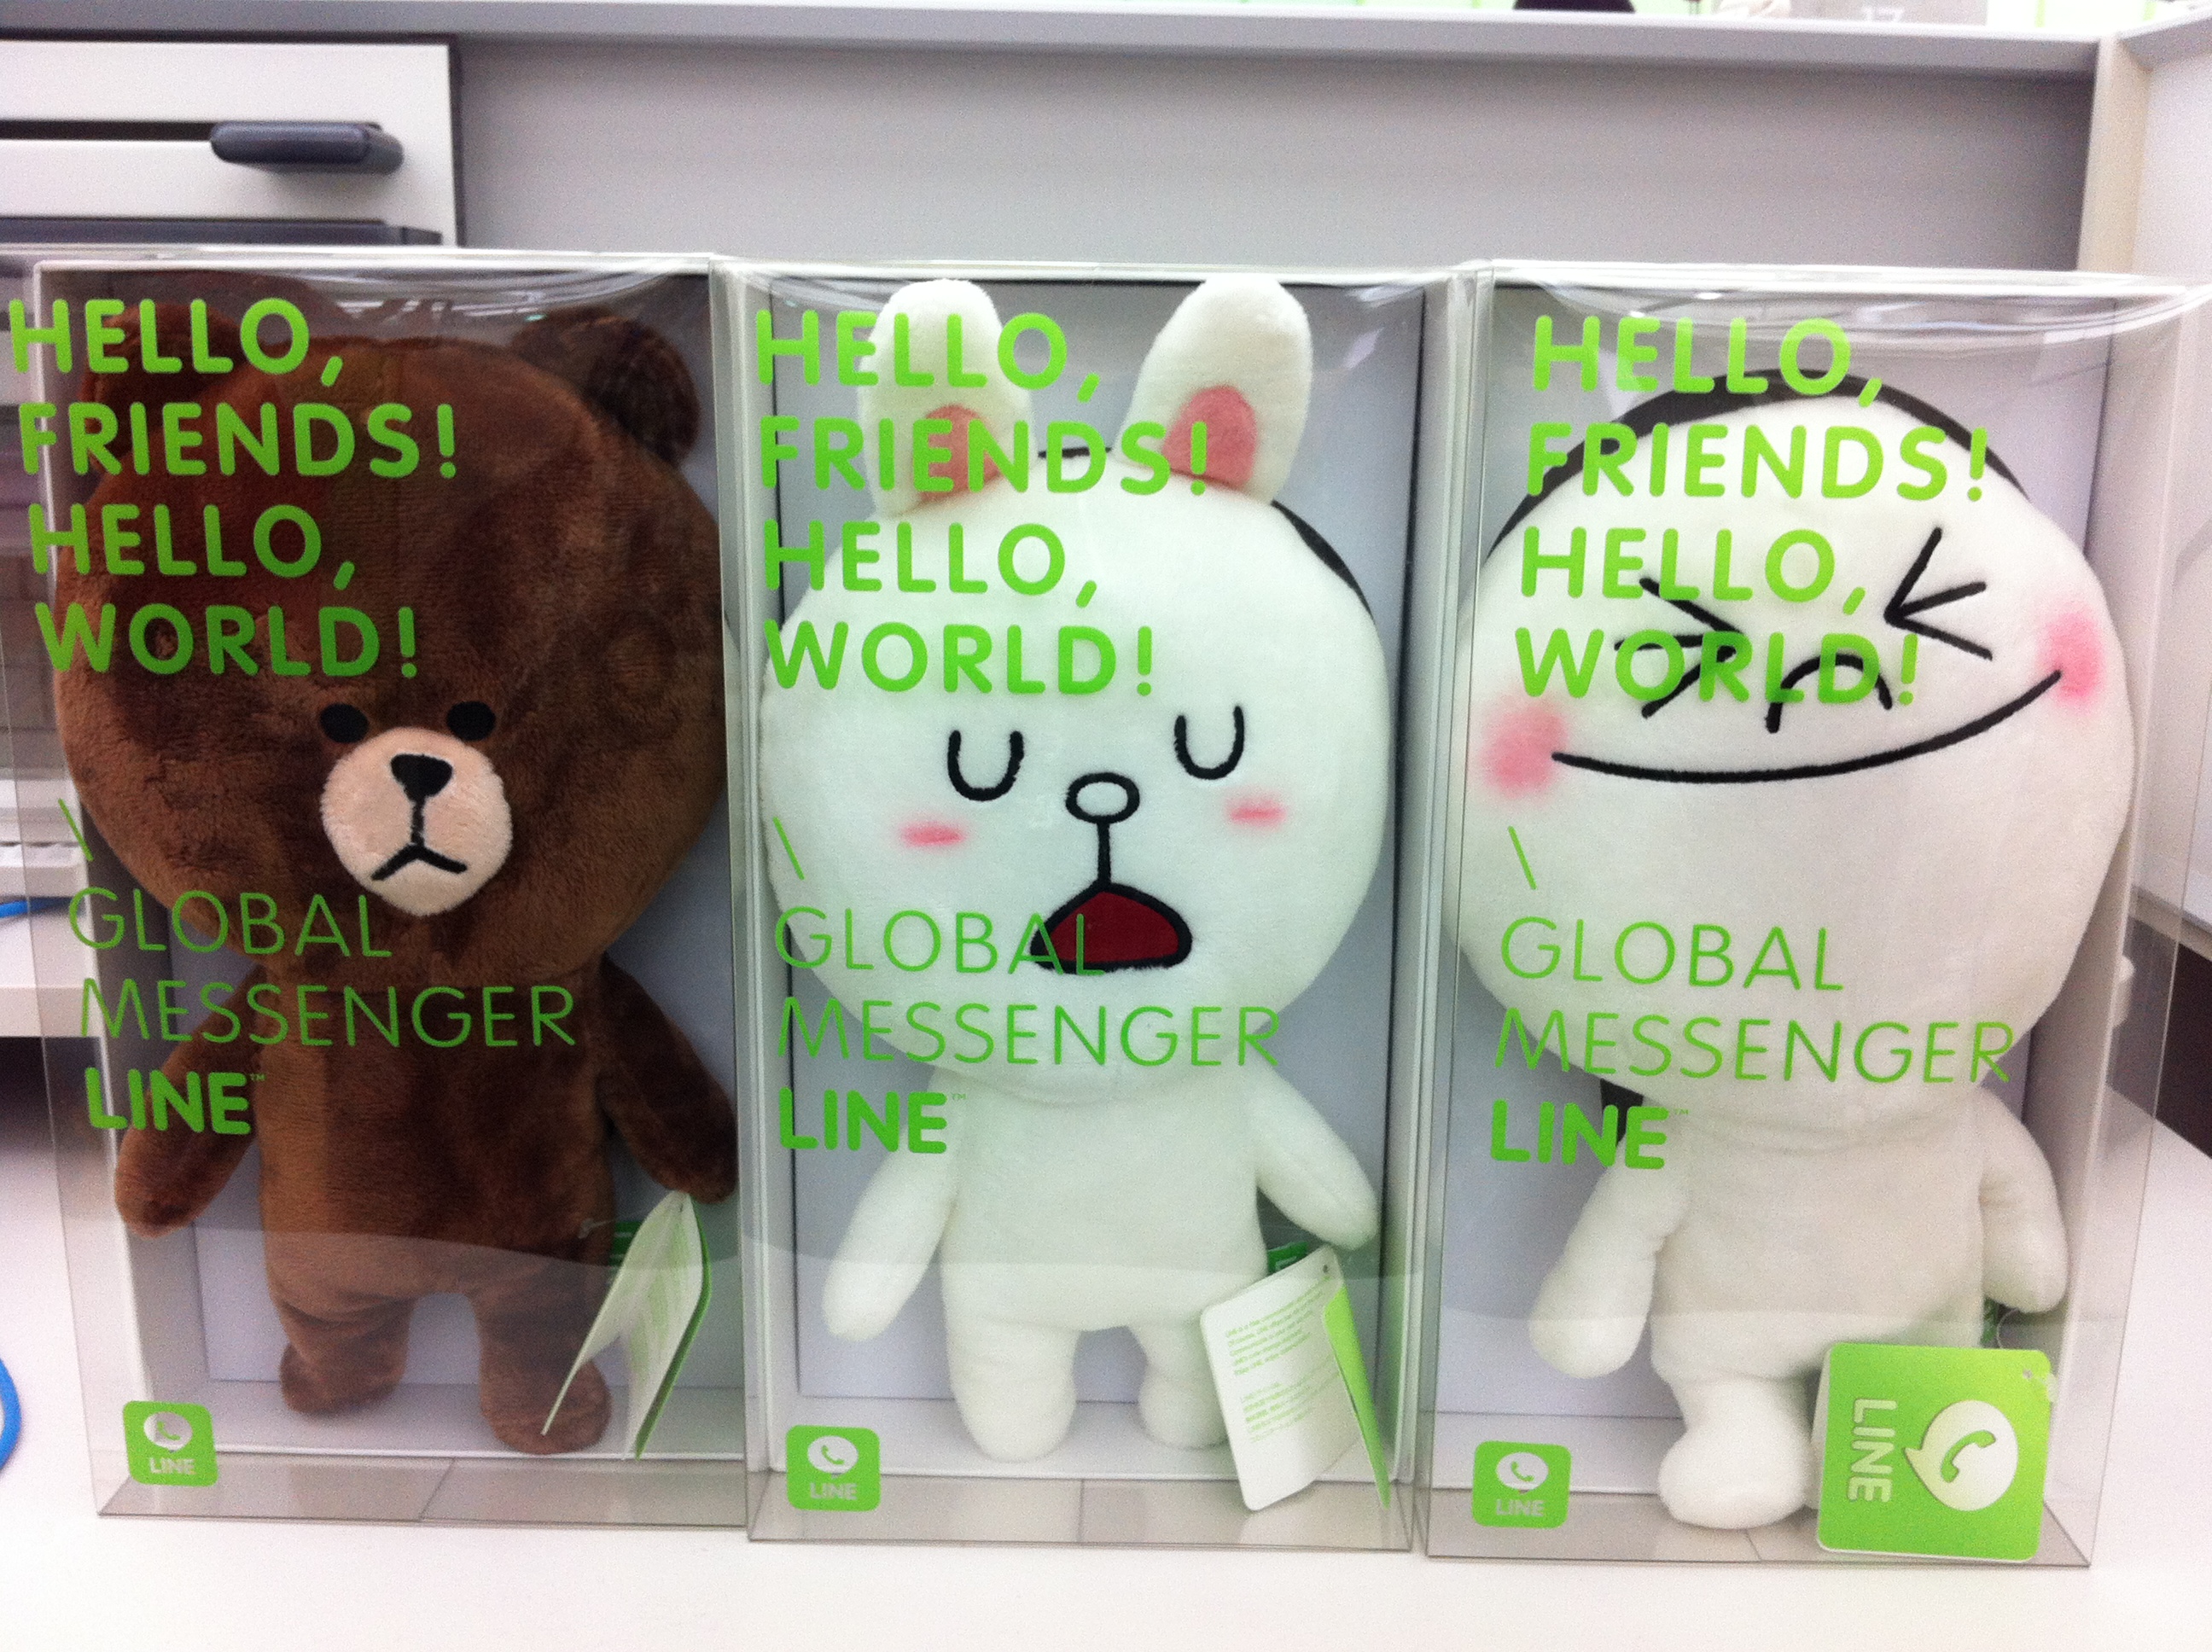 HELLO,
FRIENDS!
HELLO,
WORLD!
\
GLOBAL
MESSENGER
LINE™
LINE
HELLO,
FRIENDS!
HELLO,
WORLD!
\
GLOBAL
MESSENGER
LINE™
LINE
HELLO,
FRIENDS!
HELLO,
WORLD!
\
GLOBAL
MESSENGER
LINE™
LINE
LINE